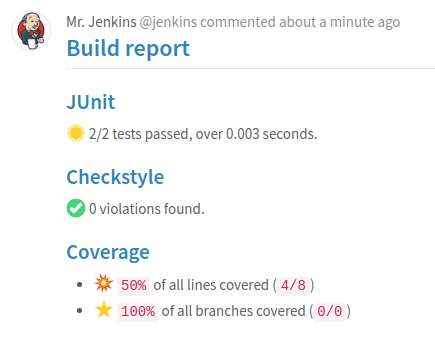 Mr. Jenkins @jenkins commented about a minute ago
Build report
JUnit
2/2 tests passed, over 0.003 seconds.
Checkstyle
0 violations found.
Coverage
50% of all lines covered ( 4/8 )
100% of all branches covered ( 0/0 )